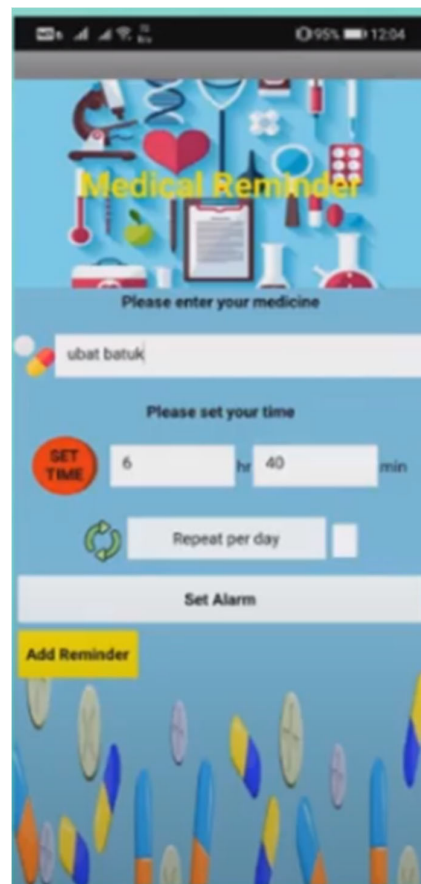 95% 12:04
Medical Reminder
Please enter your medicine
ubat batuk
Please set your time
SET
TIME
6 hr 40 min
Repeat per day
Set Alarm
Add Reminder